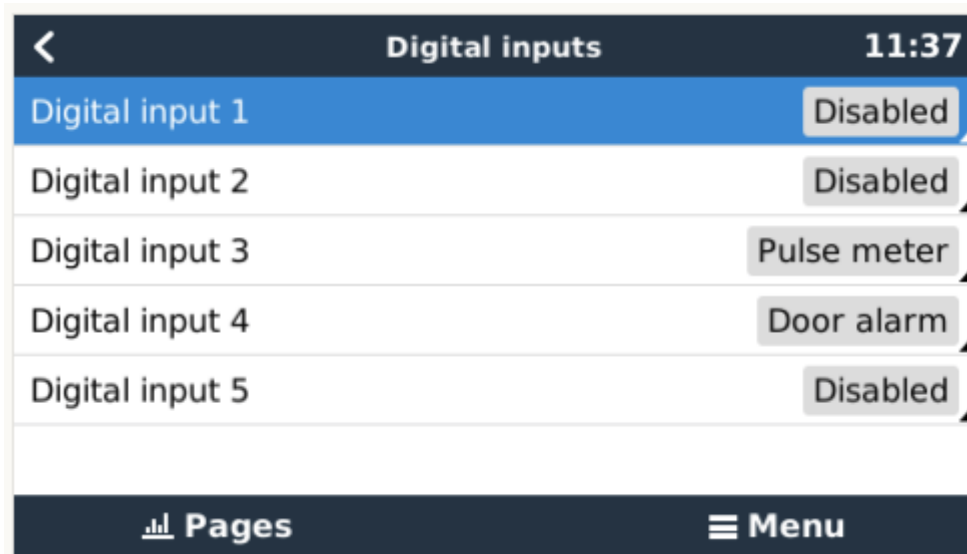 Digital inputs 11:37
Digital input 1 Disabled
Digital input 2 Disabled
Digital input 3 Pulse meter
Digital input 4 Door alarm
Digital input 5 Disabled
Pages Menu